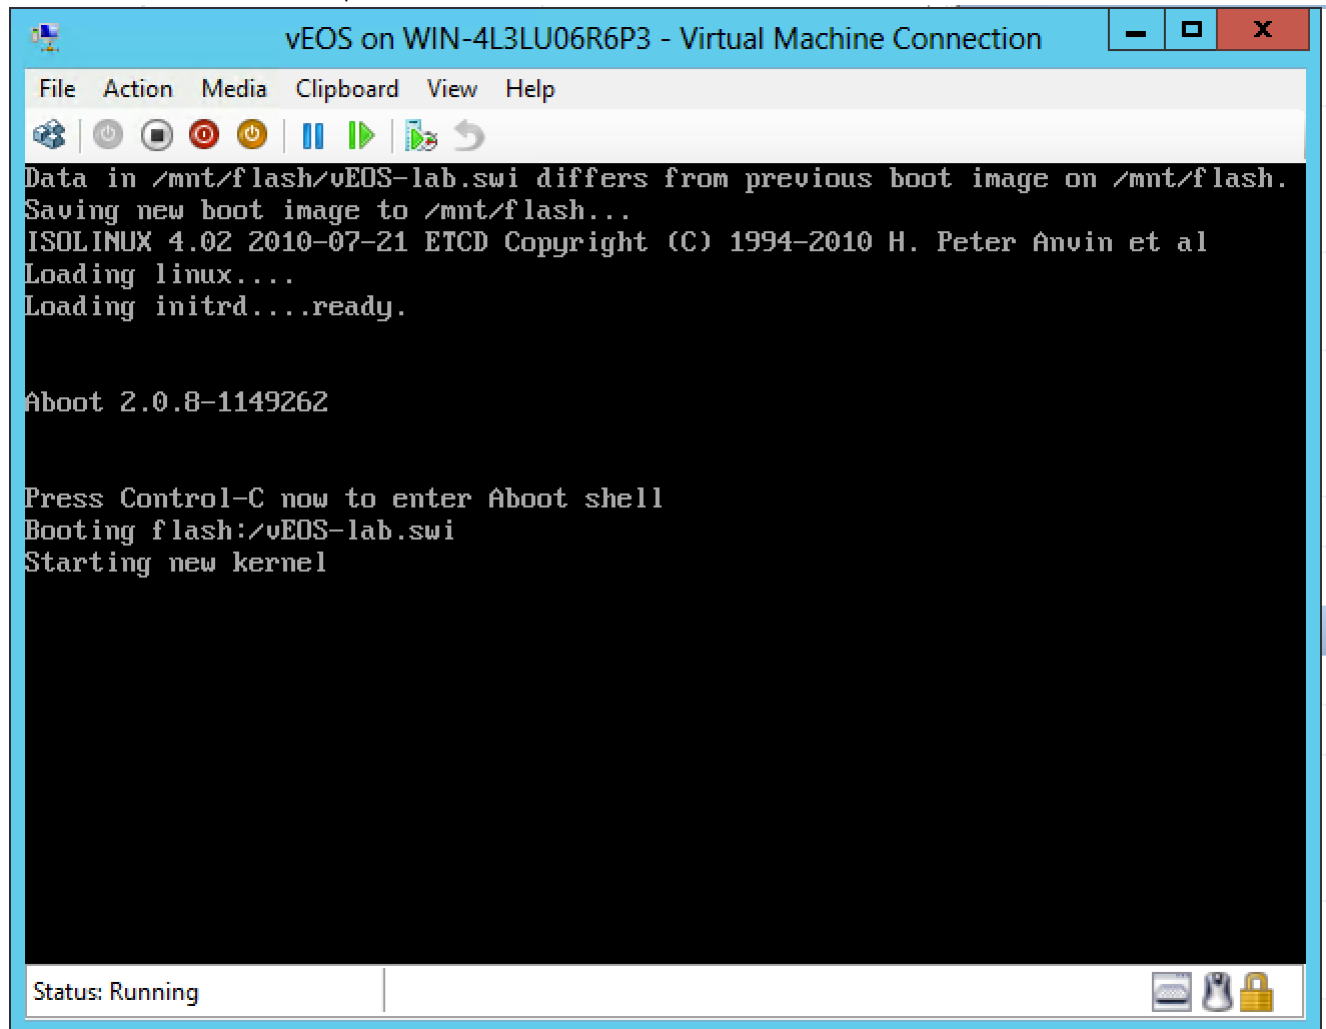 vEOS on WIN-4L3LU06R6P3 - Virtual Machine Connection
File Action Media Clipboard View Help
Data in /mnt/flash/vEOS-lab.swi differs from previous boot image on /mnt/flash.
Saving new boot image to /mnt/flash...
ISOLINUX 4.02 2010-07-21 ETCD Copyright (C) 1994-2010 H. Peter Anvin et al
Loading linux....
Loading initrd....ready.
Aboot 2.0.8-1149262
Press Control-C now to enter Aboot shell
Booting flash:/vEOS-lab.swi
Starting new kernel
Status: Running